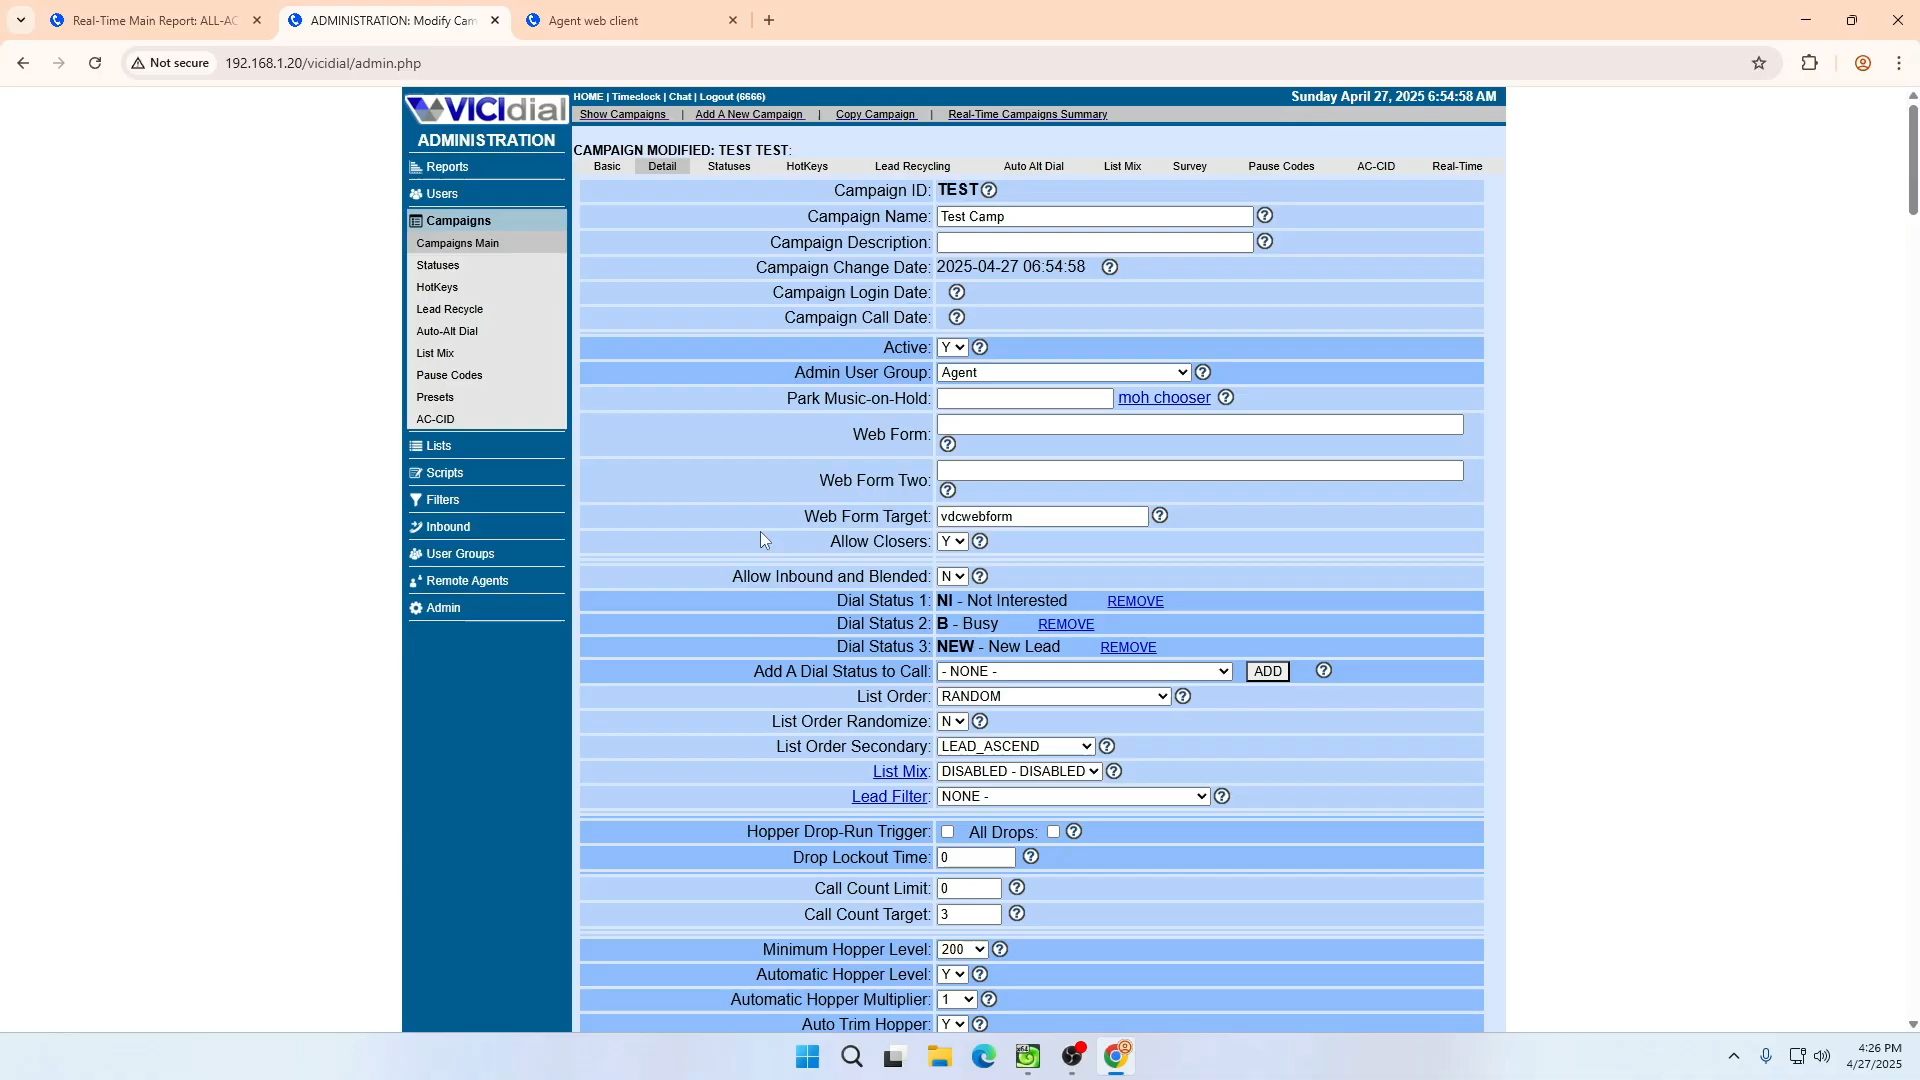 Real-Time Main Report: ALL-AC
ADMINISTRATION: Modify Cam
Agent web client
Not secure
192.168.1.20/vicidial/admin.php
VICIdial
HOME | Timeclock | Chat | Logout (6666)
Sunday April 27, 2025 6:54:58 AM
Show Campaigns | Add A New Campaign | Copy Campaign | Real-Time Campaigns Summary
ADMINISTRATION
Reports
Users
Campaigns
Campaigns Main
Statuses
HotKeys
Lead Recycle
Auto-Alt Dial
List Mix
Pause Codes
Presets
AC-CID
Lists
Scripts
Filters
Inbound
User Groups
Remote Agents
Admin
CAMPAIGN MODIFIED: TEST TEST:
Basic Detail Statuses HotKeys Lead Recycling Auto Alt Dial List Mix Survey Pause Codes AC-CID Real-Time
Campaign ID: TEST
Campaign Name: Test Camp
Campaign Description:
Campaign Change Date: 2025-04-27 06:54:58
Campaign Login Date:
Campaign Call Date:
Active: Y
Admin User Group: Agent
Park Music-on-Hold: moh chooser
Web Form:
Web Form Two:
Web Form Target: vdcwebform
Allow Closers: Y
Allow Inbound and Blended: N
Dial Status 1: NI - Not Interested REMOVE
Dial Status 2: B - Busy REMOVE
Dial Status 3: NEW - New Lead REMOVE
Add A Dial Status to Call: - NONE - ADD
List Order: RANDOM
List Order Randomize: N
List Order Secondary: LEAD_ASCEND
List Mix: DISABLED - DISABLED
Lead Filter: NONE -
Hopper Drop-Run Trigger: All Drops:
Drop Lockout Time: 0
Call Count Limit: 0
Call Count Target: 3
Minimum Hopper Level: 200
Automatic Hopper Level: Y
Automatic Hopper Multiplier: 1
Auto Trim Hopper: Y
4:26 PM
4/27/2025